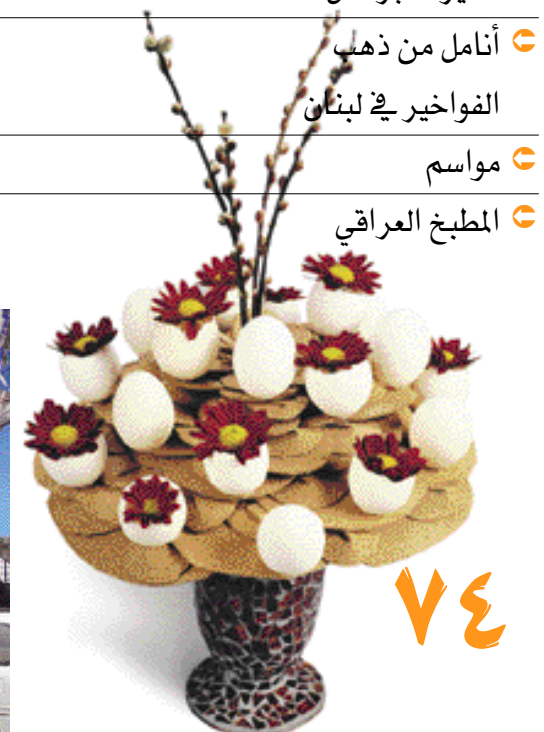 أنامل من ذهب
الفواخير في لبنان
مواسم
المطبخ العراقي
٧٤